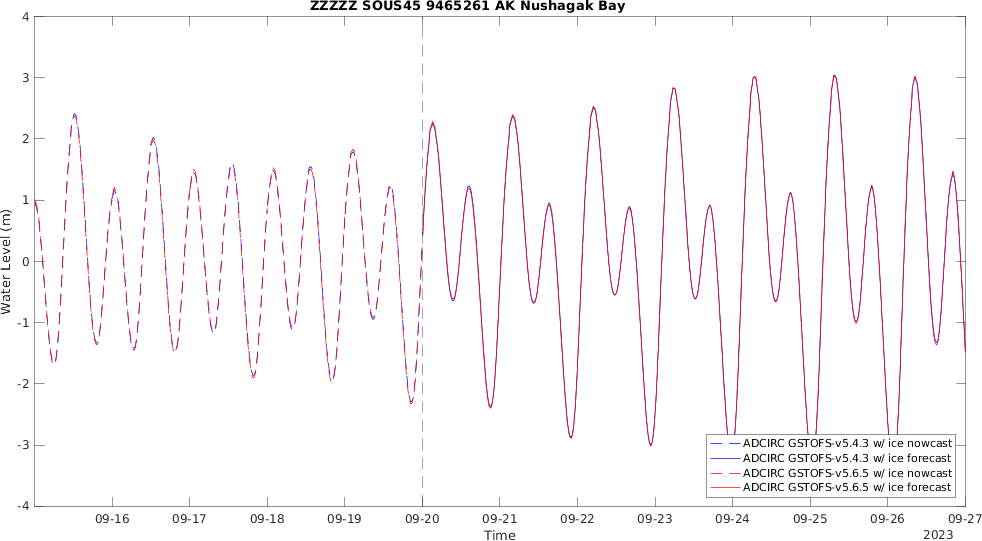 ZZZZZ SOUS45 9465261 AK Nushagak Bay
4
3
2
1
0
-1
-2
-3
-4
Water Level (m)
ADCIRC GSTOFS-v5.4.3 w/ ice nowcast
ADCIRC GSTOFS-v5.4.3 w/ ice forecast
ADCIRC GSTOFS-v5.6.5 w/ ice nowcast
ADCIRC GSTOFS-v5.6.5 w/ ice forecast
09-16 09-17 09-18 09-19 09-20 09-21 09-22 09-23 09-24 09-25 09-26 09-27
Time
2023